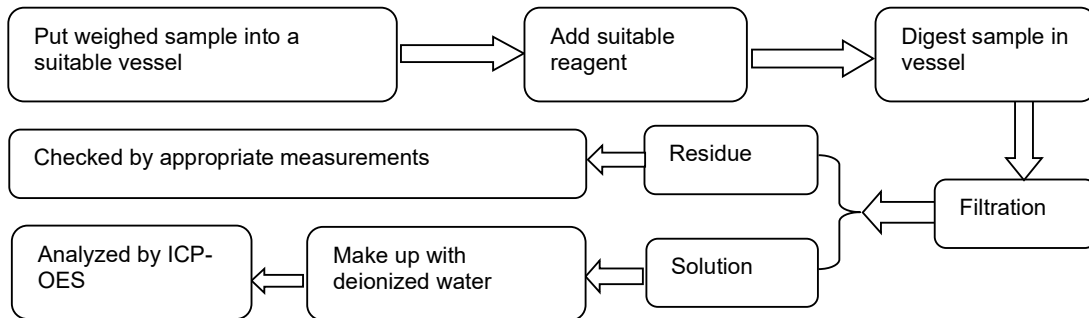 Put weighed sample into a
suitable vessel
Add suitable
reagent
Digest sample in
vessel
Filtration
Residue
Checked by appropriate measurements
Solution
Make up with
deionized water
Analyzed by ICP-
OES